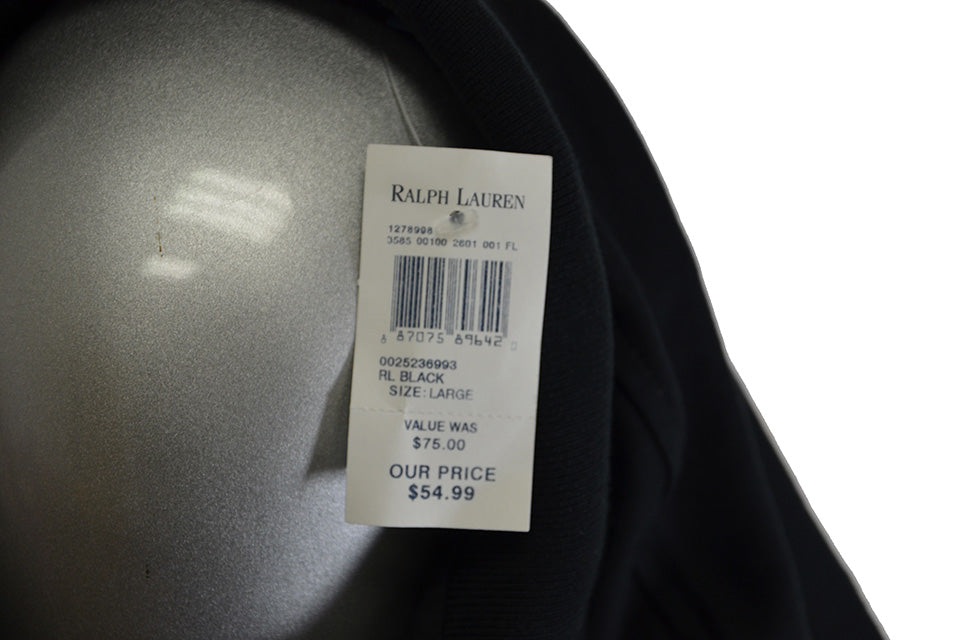 RALPH LAUREN
1278998
3585 00100 2601 001 FL
8 87075 89642 0
0025236993
RL BLACK
SIZE: LARGE
VALUE WAS
$75.00
OUR PRICE
$54.99